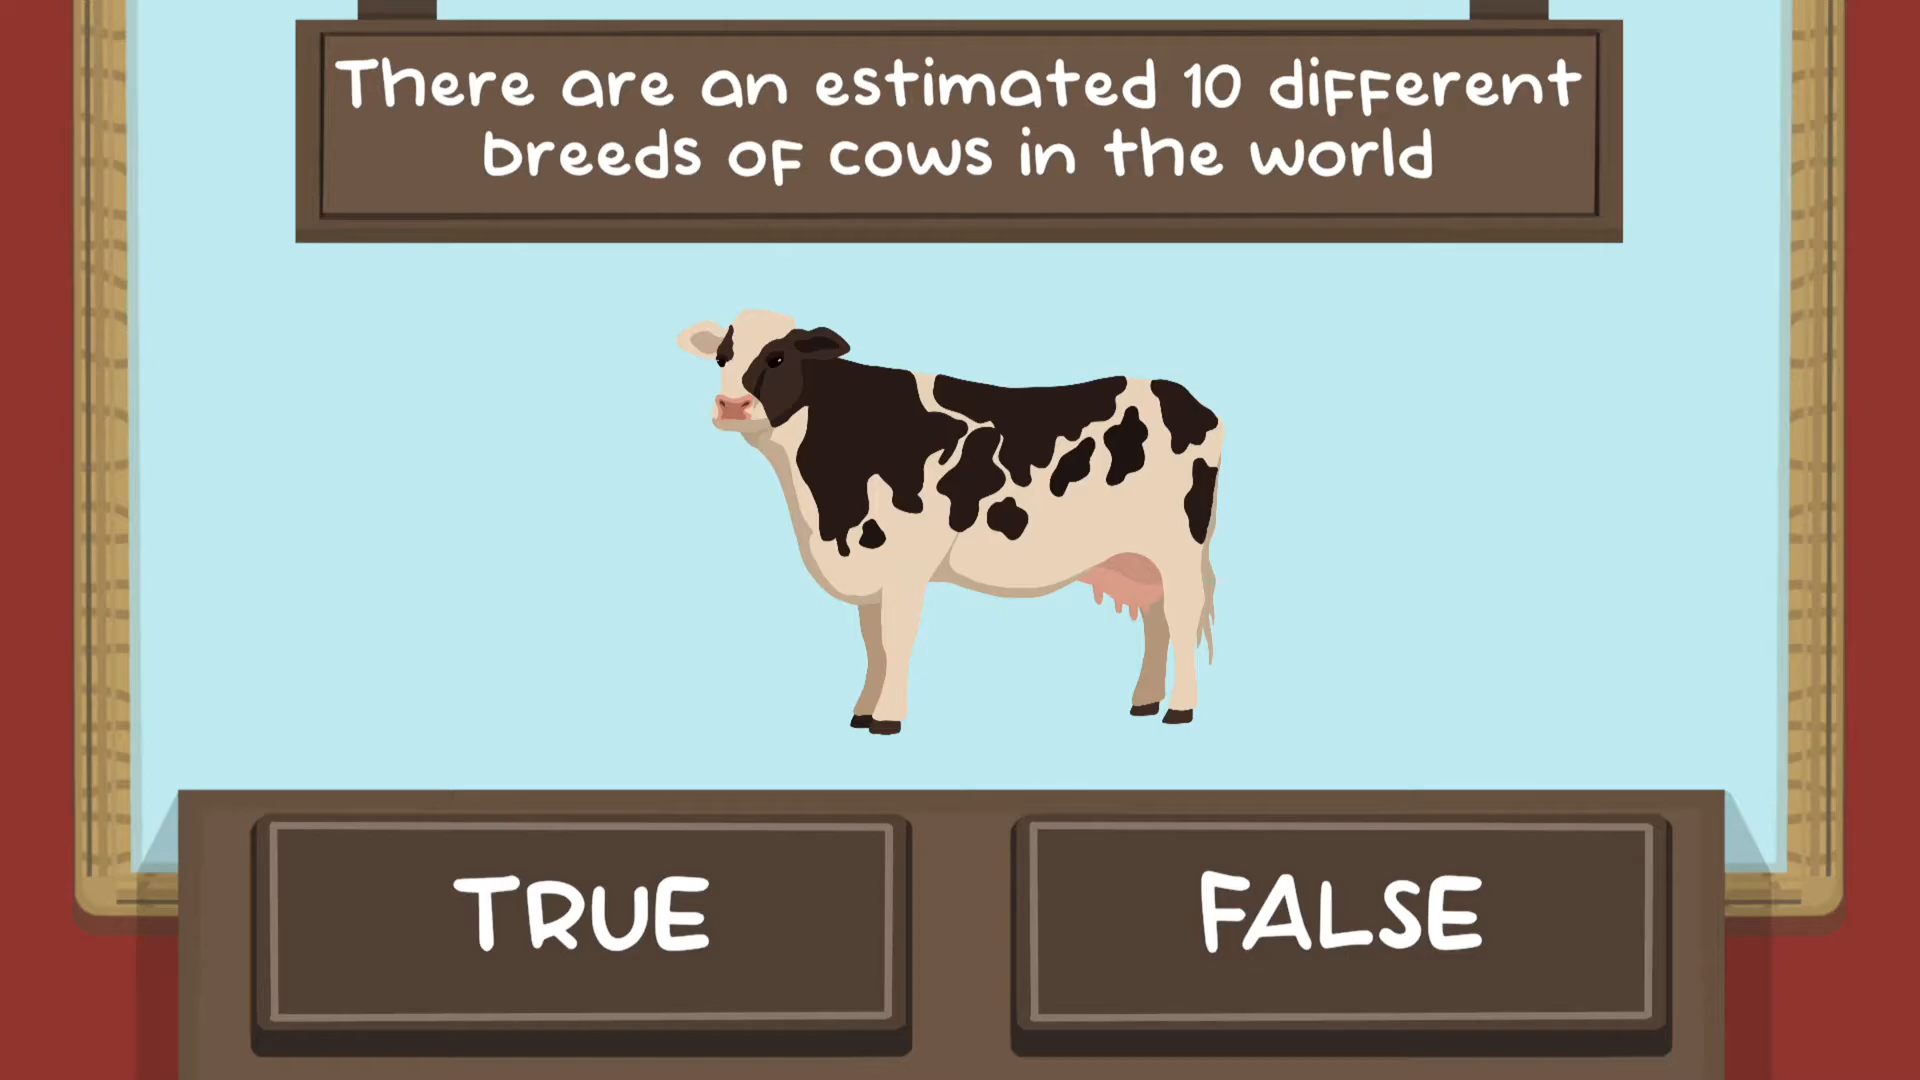 There are an estimated 10 different
breeds of cows in the world
TRUE
FALSE